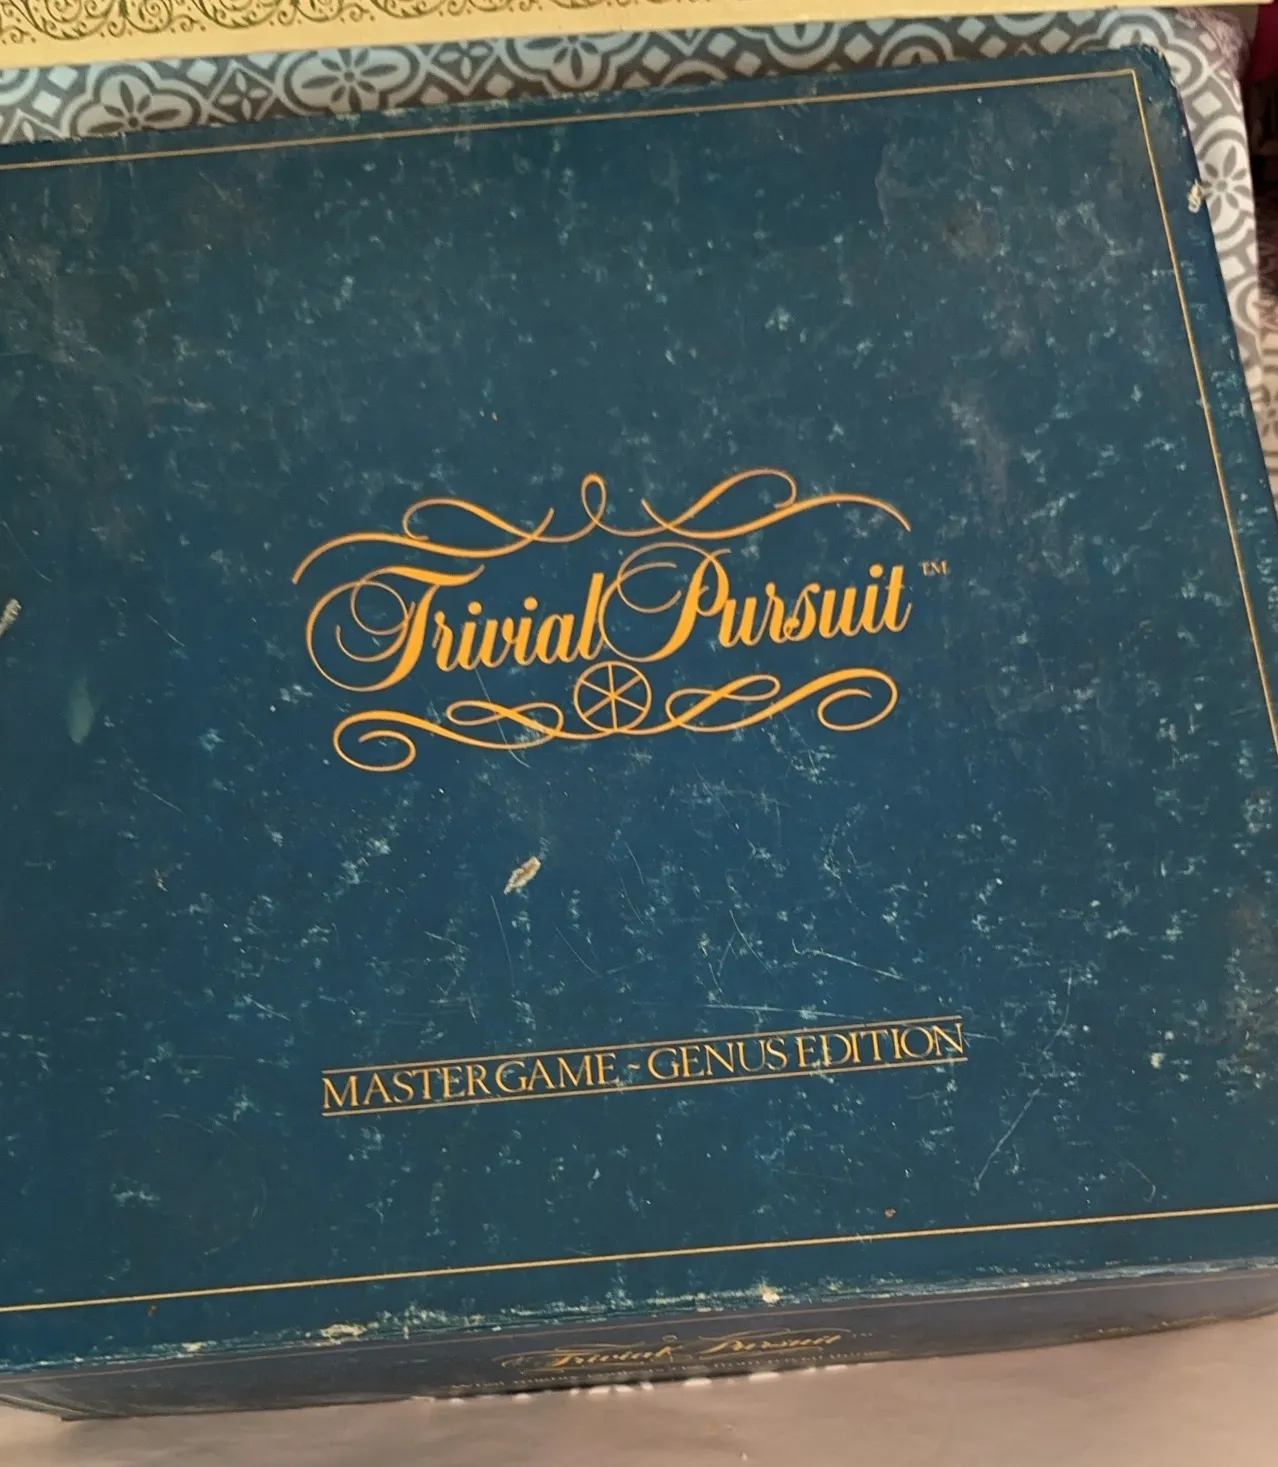 Trivial Pursuit™
MASTER GAME - GENUS EDITION
Trivial Pursuit